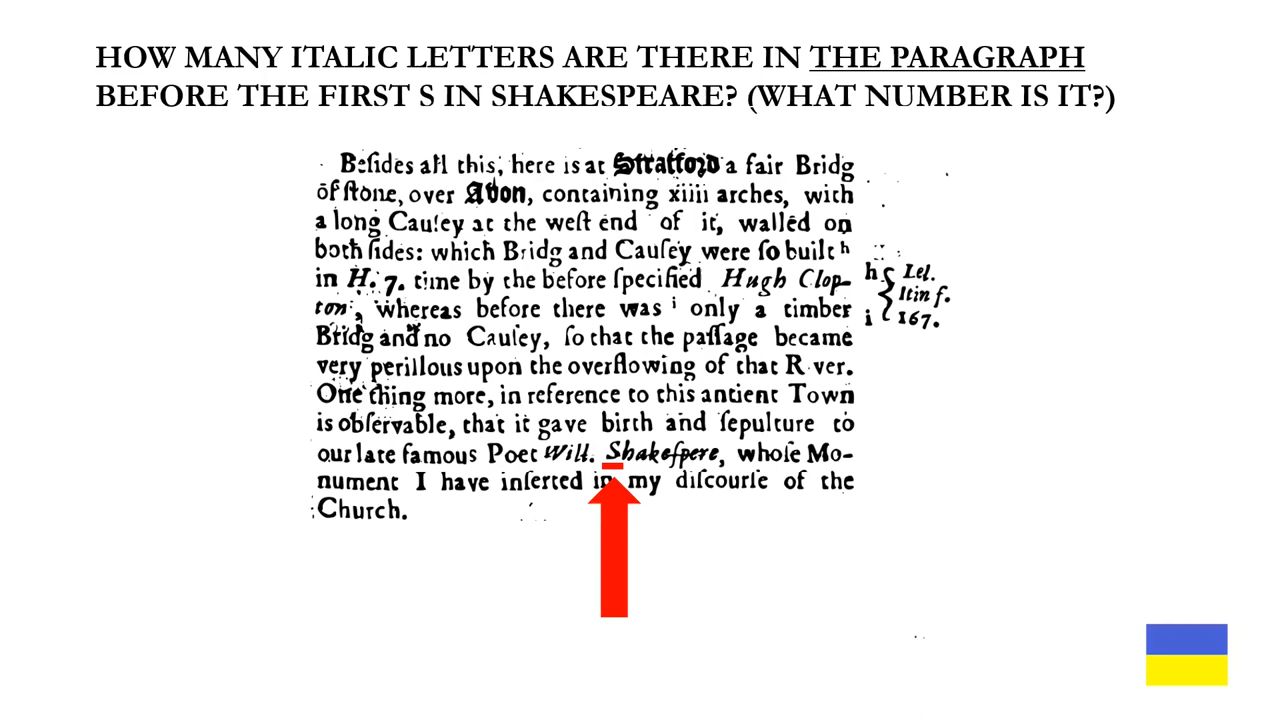 HOW MANY ITALIC LETTERS ARE THERE IN THE PARAGRAPH
BEFORE THE FIRST S IN SHAKESPEARE? (WHAT NUMBER IS IT?)
Beſides all this, here is at Stratford a fair Bridg
of ſtone, over Avon, containing xiiii arches, with
a long Cauſey at the weſt end of it, walled on
both ſides: which Bridg and Cauſey were ſo built h
in H. 7. time by the before ſpecified Hugh Clop-
ton, whereas before there was i only a timber
Bridg and no Cauſey, ſo that the paſſage became
very perillous upon the overflowing of that R ver.
One thing more, in reference to this antient Town
is obſervable, that it gave birth and ſepulture to
our late famous Poet Will. Shakeſpere, whoſe Mo-
nument I have inſerted in my diſcourſe of the
Church.
h Lel.
Itin f.
i 167.